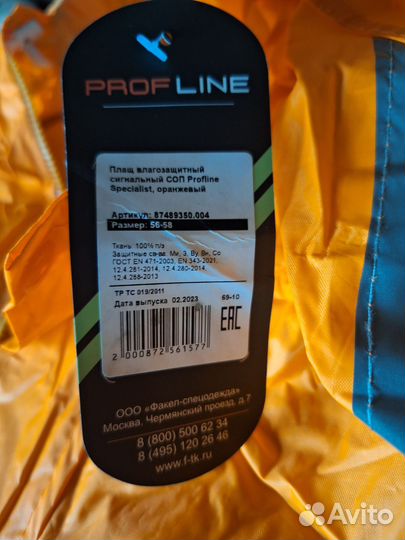 PROFLINE
Плащ влагозащитный
сигнальный СОП Profline
Specialist, оранжевый
Артикул: 87489350.004
Размер: 56-58
Ткань: 100% п/э
Защитные св-ва: Ми, Э, Ву, Вн, Со
ГОСТ EN 471-2003, EN 343-2021,
12.4.281-2014, 12.4.280-2014,
12.4.288-2013
ТР ТС 019/2011
Дата выпуска 02.2023
69-10
EAC
2 000872 561577
ООО «Факел-спецодежда»
Москва, Чермянский проезд, д.7
8 (800) 500 62 34
8 (495) 120 26 46
www.f-tk.ru
Avito